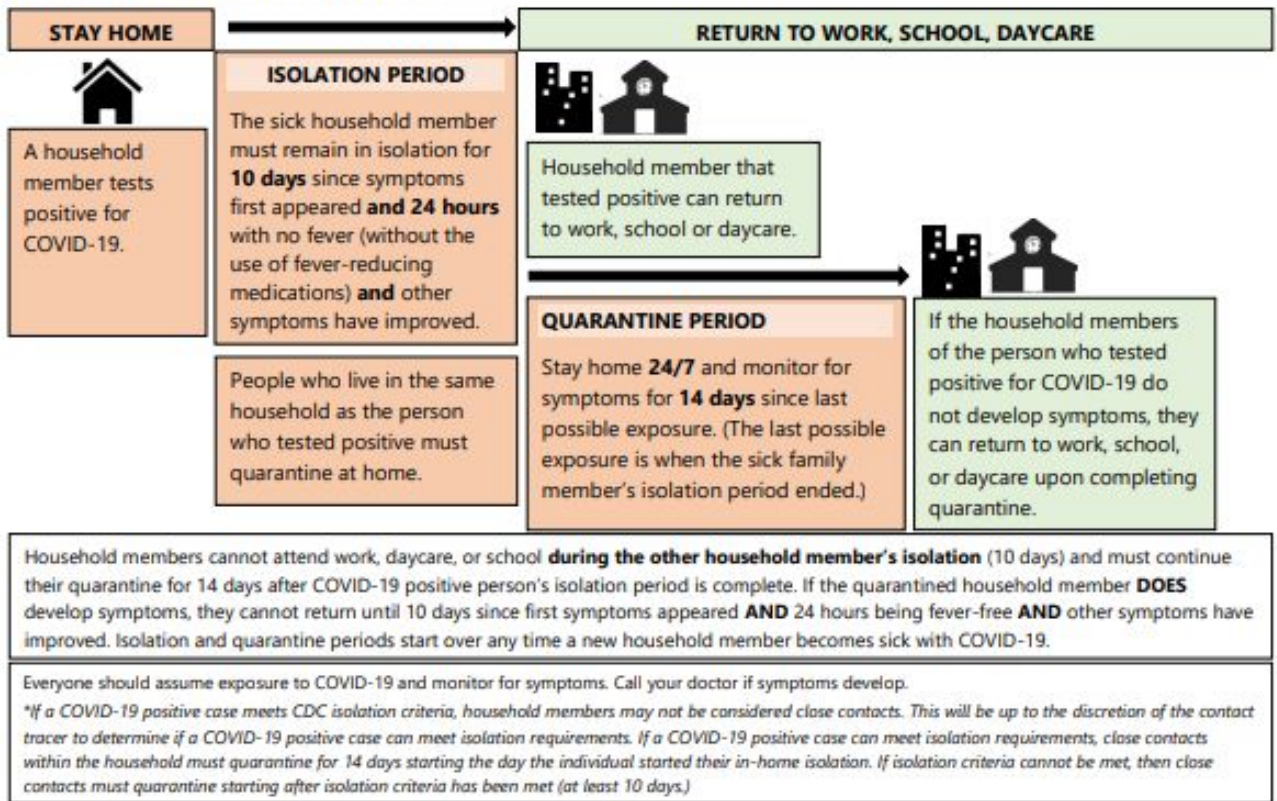 STAY HOME
RETURN TO WORK, SCHOOL, DAYCARE
A household
member tests
positive for
COVID-19.
ISOLATION PERIOD
The sick household member
must remain in isolation for
10 days since symptoms
first appeared and 24 hours
with no fever (without the
use of fever-reducing
medications) and other
symptoms have improved.
People who live in the same
household as the person
who tested positive must
quarantine at home.
Household member that
tested positive can return
to work, school or daycare.
QUARANTINE PERIOD
Stay home 24/7 and monitor for
symptoms for 14 days since last
possible exposure. (The last possible
exposure is when the sick family
member's isolation period ended.)
If the household members
of the person who tested
positive for COVID-19 do
not develop symptoms, they
can return to work, school,
or daycare upon completing
quarantine.
Household members cannot attend work, daycare, or school during the other household member's isolation (10 days) and must continue
their quarantine for 14 days after COVID-19 positive person's isolation period is complete. If the quarantined household member DOES
develop symptoms, they cannot return until 10 days since first symptoms appeared AND 24 hours being fever-free AND other symptoms have
improved. Isolation and quarantine periods start over any time a new household member becomes sick with COVID-19.
Everyone should assume exposure to COVID-19 and monitor for symptoms. Call your doctor if symptoms develop.
*If a COVID-19 positive case meets CDC isolation criteria, household members may not be considered close contacts. This will be up to the discretion of the contact
tracer to determine if a COVID-19 positive case can meet isolation requirements. If a COVID-19 positive case can meet isolation requirements, close contacts
within the household must quarantine for 14 days starting the day the individual started their in-home isolation. If isolation criteria cannot be met, then close
contacts must quarantine starting after isolation criteria has been met (at least 10 days.)